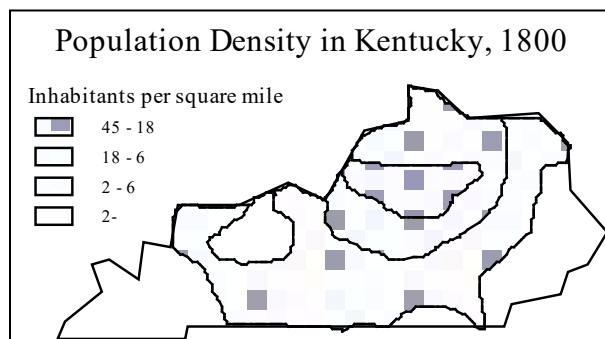 Population Density in Kentucky, 1800
Inhabitants per square mile
45 - 18
18 - 6
2 - 6
2-